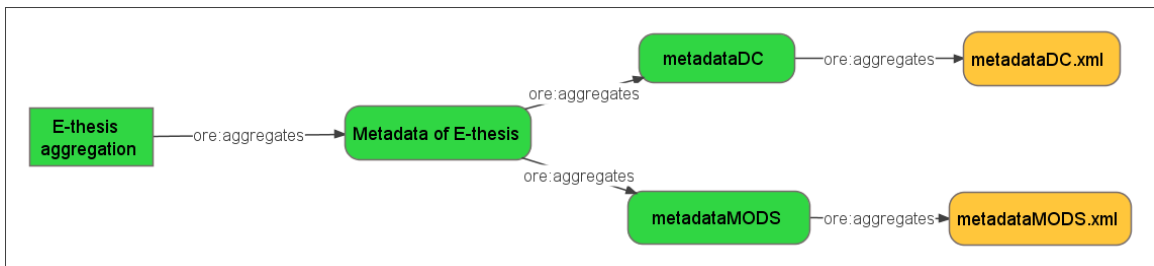 metadataDC
ore:aggregates
metadataDC.xml
ore:aggregates
E-thesis
aggregation
ore:aggregates
Metadata of E-thesis
ore:aggregates
metadataMODS
ore:aggregates
metadataMODS.xml